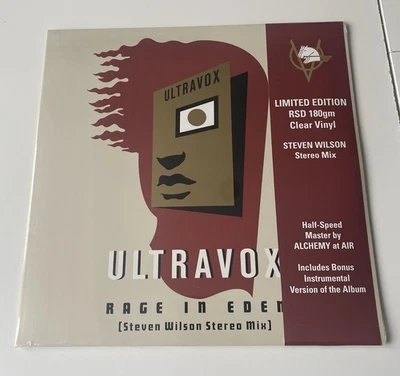 ULTRAVOX
LIMITED EDITION
RSD 180gm
Clear Vinyl
STEVEN WILSON
Stereo Mix
Half-Speed
Master by
ALCHEMY at AIR
Includes Bonus
Instrumental
Version of the Album
ULTRAVOX
RAGE IN EDEN
[Steven Wilson Stereo Mix]